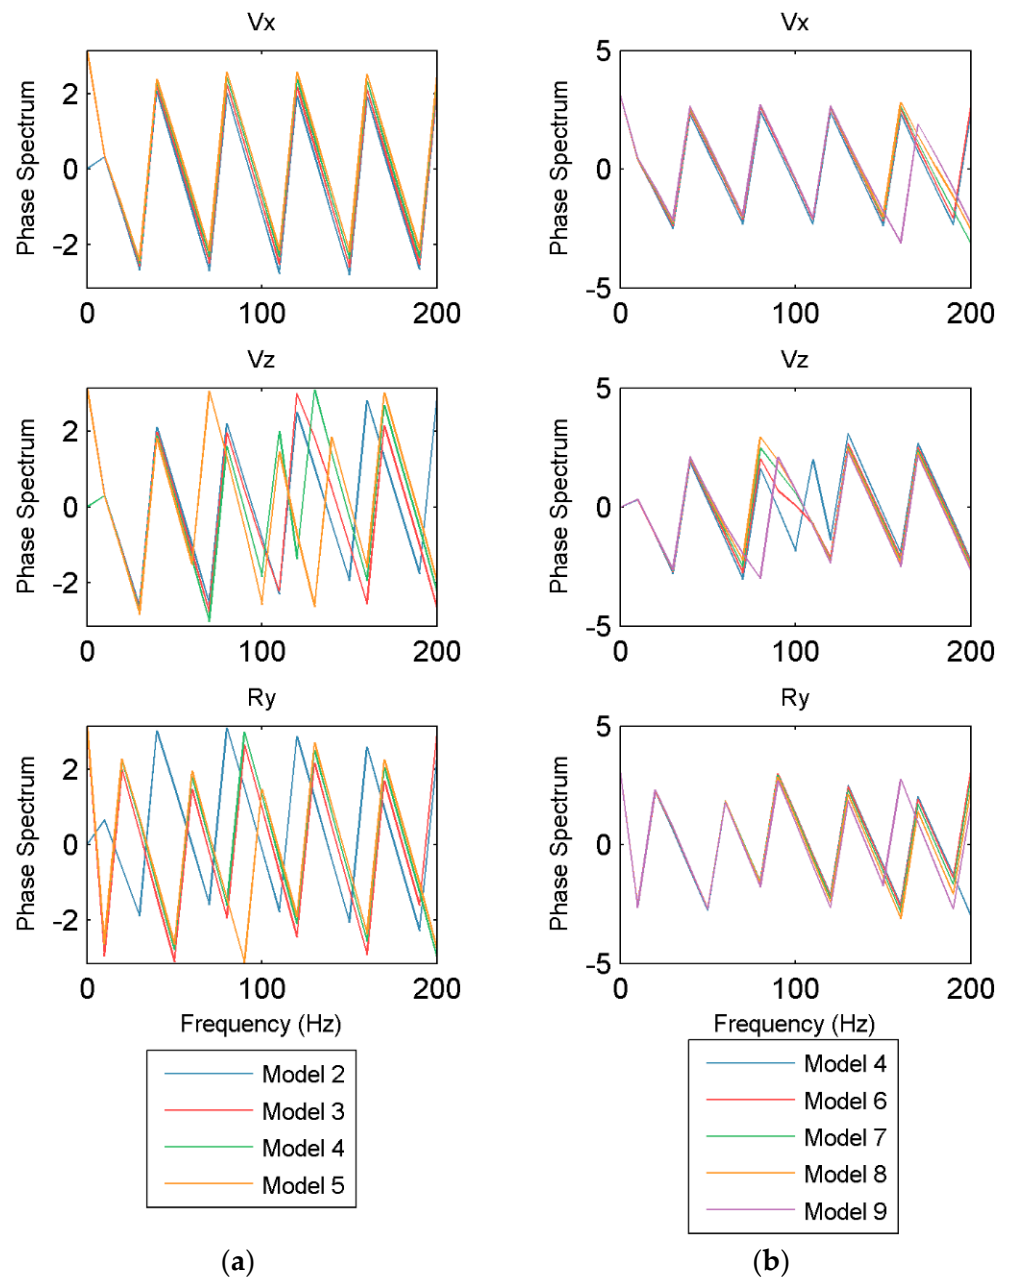 Vx
Phase Spectrum
2
0
-2
0
100
200
Vz
Phase Spectrum
2
0
-2
0
100
200
Ry
Phase Spectrum
2
0
-2
0
100
200
Frequency (Hz)
Model 2
Model 3
Model 4
Model 5
(a)
Vx
Phase Spectrum
5
0
-5
0
100
200
Vz
Phase Spectrum
5
0
-5
0
100
200
Ry
Phase Spectrum
5
0
-5
0
100
200
Frequency (Hz)
Model 4
Model 6
Model 7
Model 8
Model 9
(b)